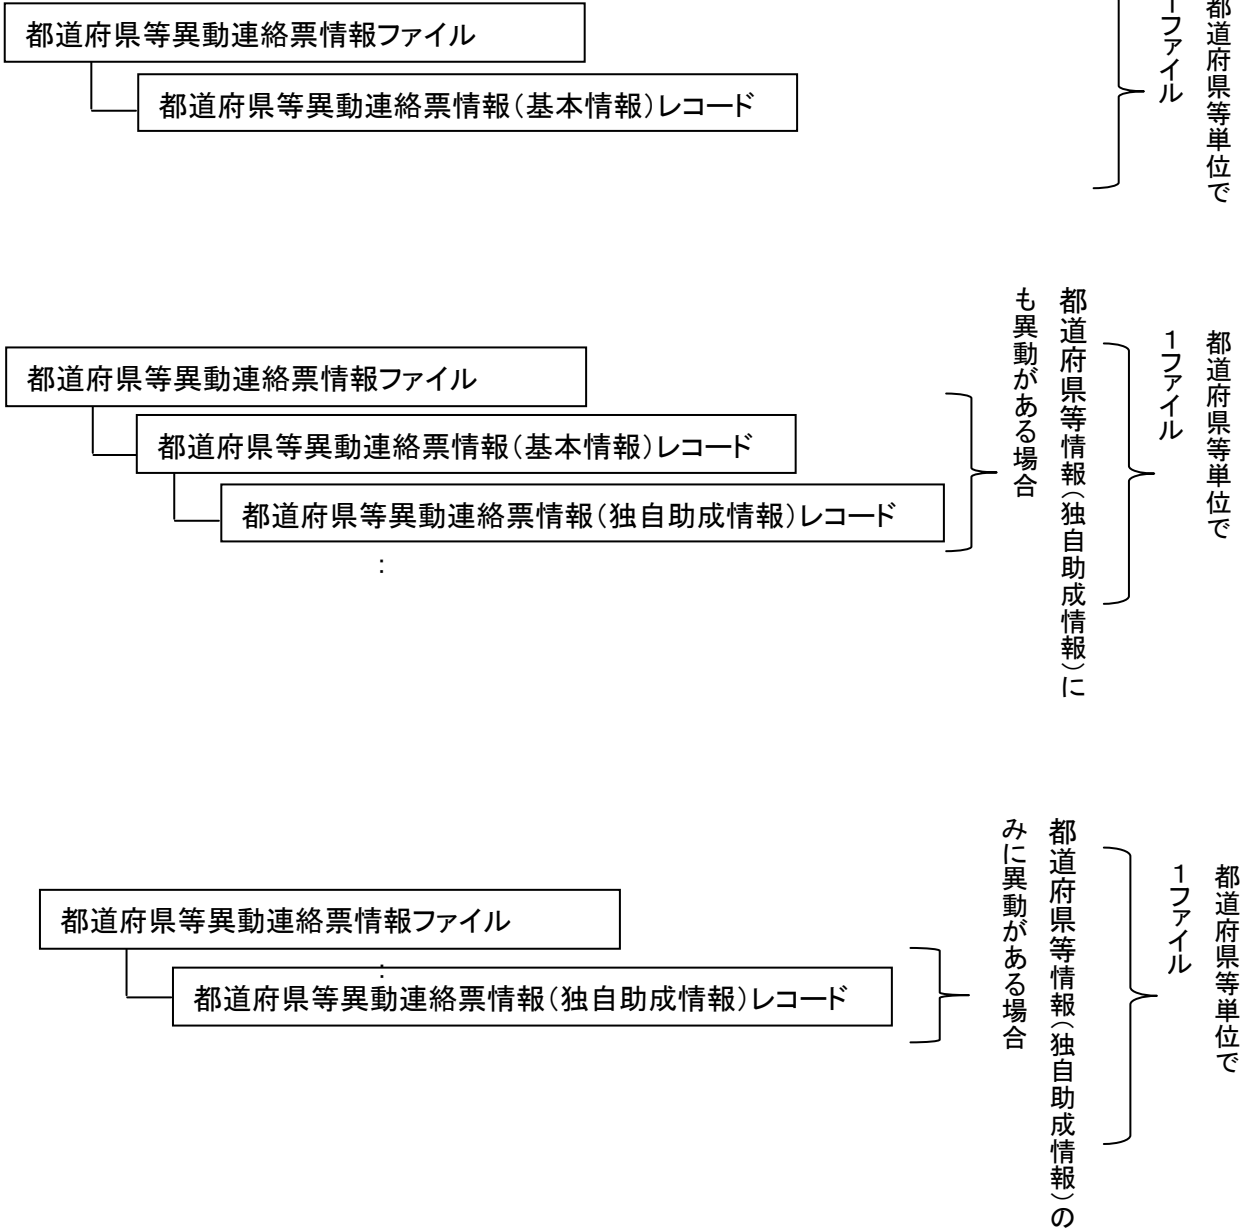 都道府県等異動連絡票情報ファイル
都道府県等異動連絡票情報(基本情報)レコード
都道府県等単位で
1ファイル
都道府県等異動連絡票情報ファイル
都道府県等異動連絡票情報(基本情報)レコード
都道府県等異動連絡票情報(独自助成情報)レコード
:
都道府県等情報(独自助成情報)に
も異動がある場合
都道府県等単位で
1ファイル
都道府県等異動連絡票情報ファイル
:
都道府県等異動連絡票情報(独自助成情報)レコード
都道府県等情報(独自助成情報)の
みに異動がある場合
都道府県等単位で
1ファイル